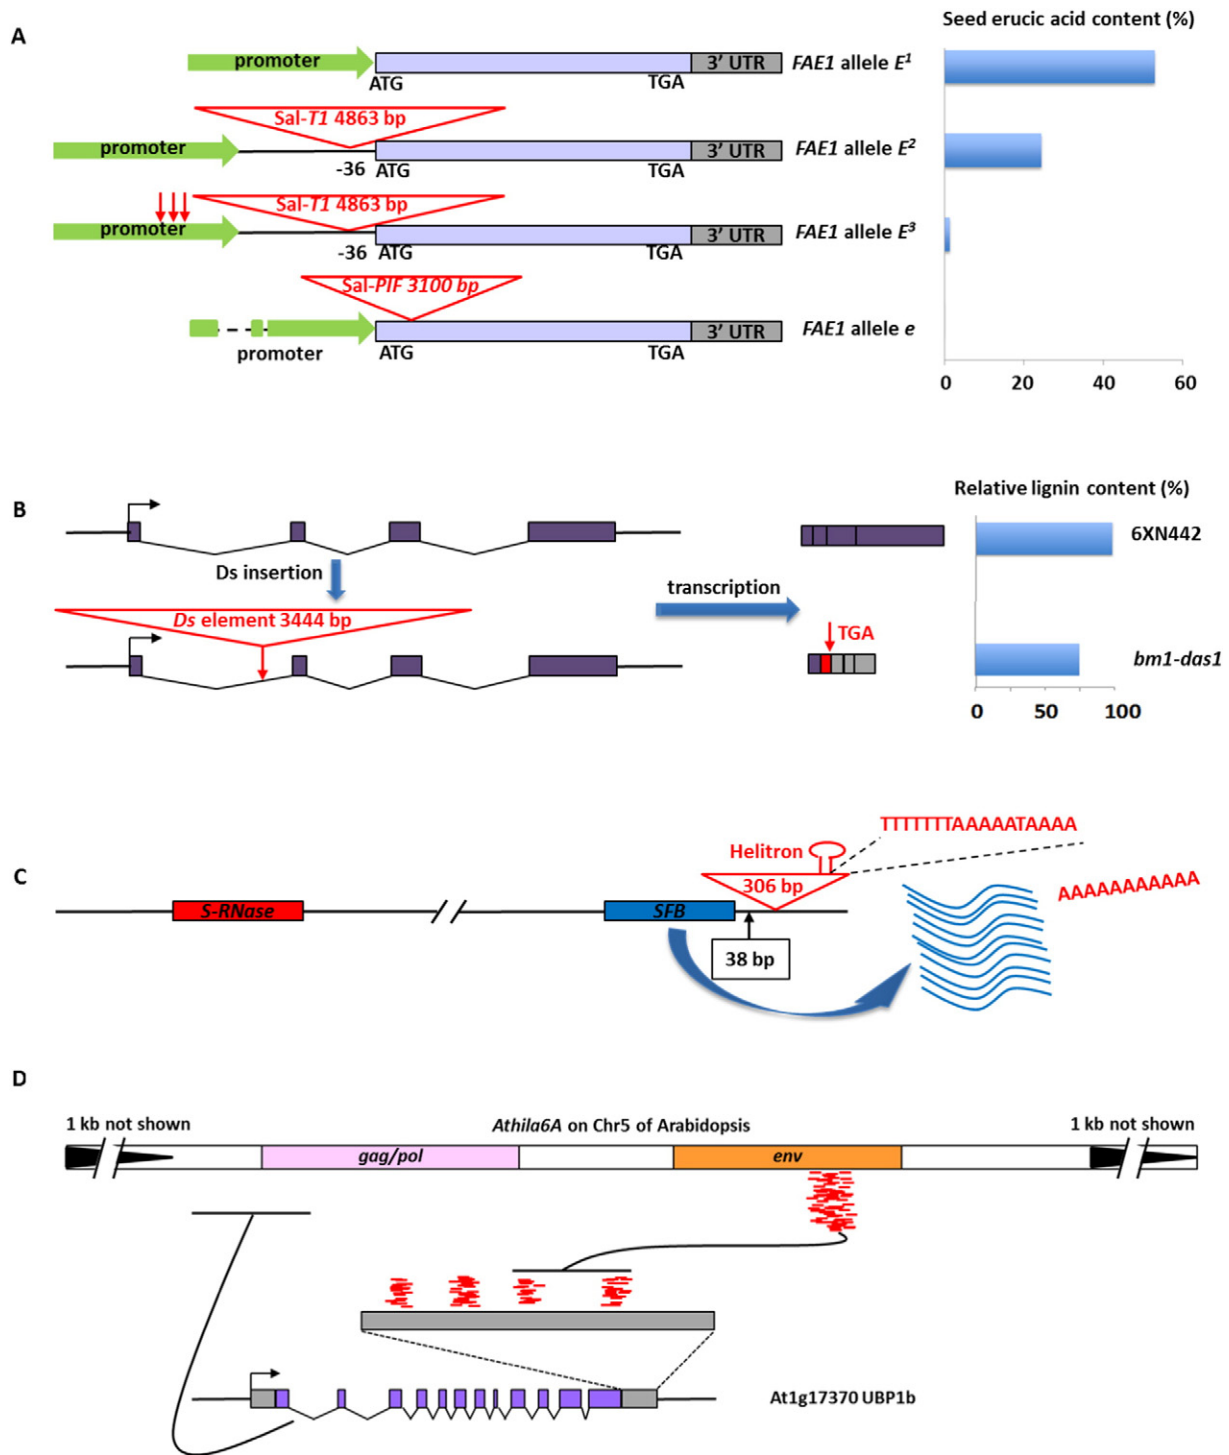 A
Seed erucic acid content (%)
promoter
ATG
TGA
3' UTR
FAE1 allele E¹
Sal-T1 4863 bp
promoter
-36
ATG
TGA
3' UTR
FAE1 allele E²
Sal-T1 4863 bp
promoter
-36
ATG
TGA
3' UTR
FAE1 allele E³
Sal-PIF 3100 bp
promoter
ATG
TGA
3' UTR
FAE1 allele e
0 20 40 60
B
Relative lignin content (%)
6XN442
Ds insertion
transcription
Ds element 3444 bp
TGA
bm1-das1
0 50 100
C
TTTTTTTAAAAATAAAA
Helitron
306 bp
AAAAAAAAAAA
S-RNase
SFB
38 bp
D
1 kb not shown
Athila6A on Chr5 of Arabidopsis
1 kb not shown
gag/pol
env
At1g17370 UBP1b